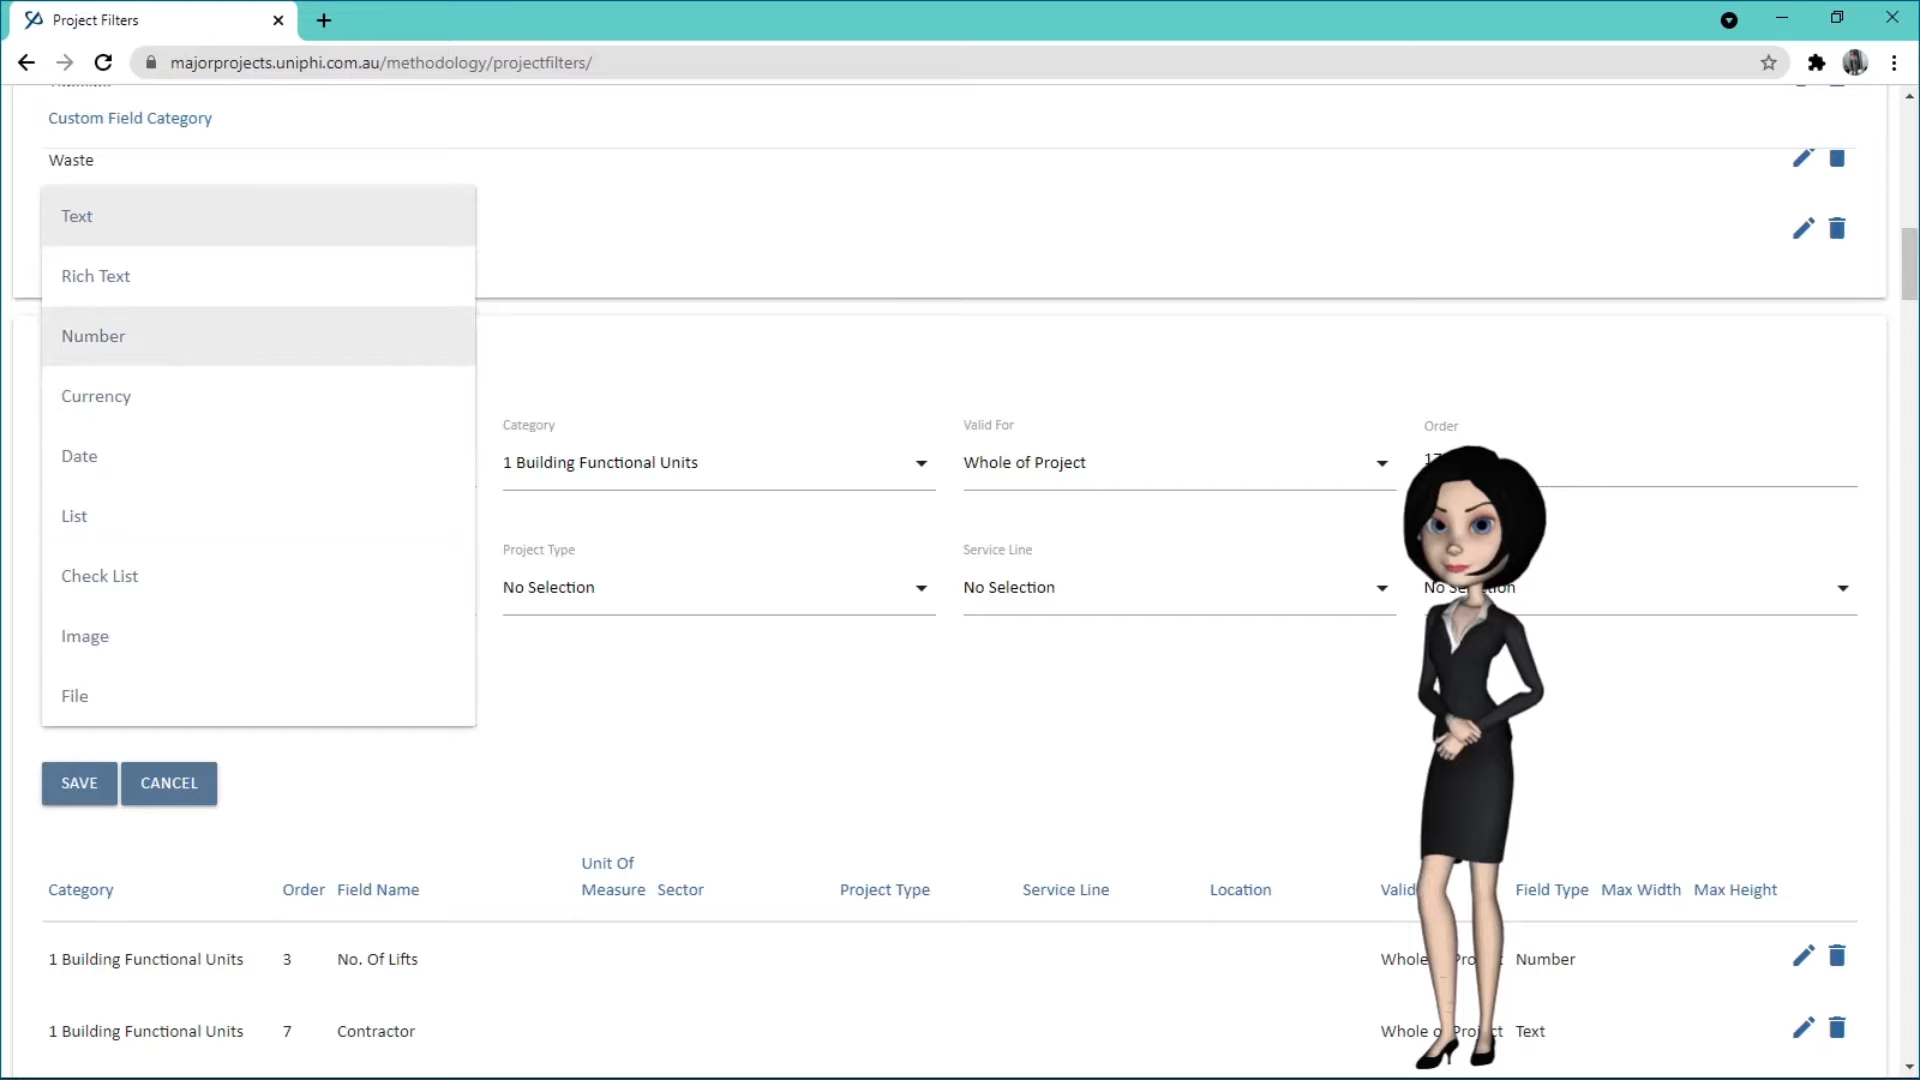 Project Filters
majorprojects.uniphi.com.au/methodology/projectfilters/
Custom Field Category
Waste
Text
Rich Text
Number
Currency
Date
List
Check List
Image
File
Category
Valid For
Order
1 Building Functional Units
Whole of Project
Project Type
Service Line
No Selection
No Selection
SAVE
CANCEL
Category
Order
Field Name
Unit Of
Measure
Sector
Project Type
Service Line
Location
Valid
Field Type
Max Width
Max Height
1 Building Functional Units
3
No. Of Lifts
Whole
Number
1 Building Functional Units
7
Contractor
Whole
Text